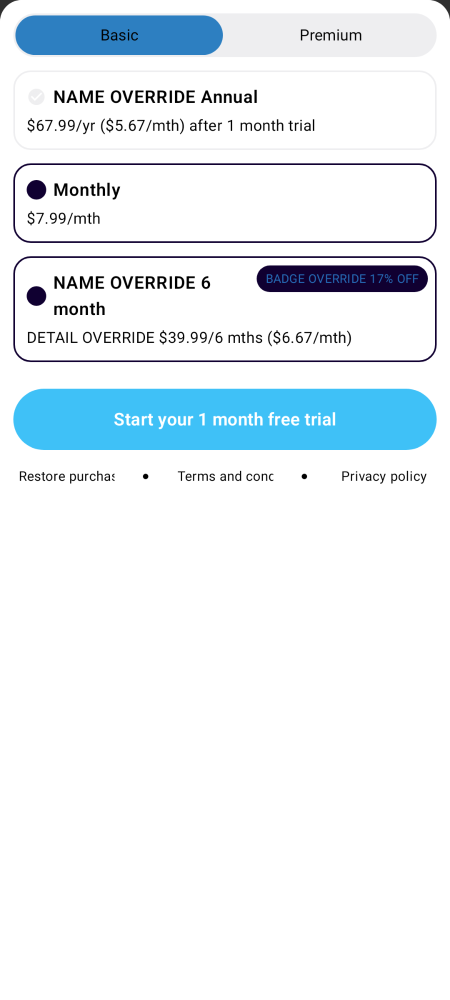 Basic
Premium
NAME OVERRIDE Annual
$67.99/yr ($5.67/mth) after 1 month trial
Monthly
$7.99/mth
NAME OVERRIDE 6
month
BADGE OVERRIDE 17% OFF
DETAIL OVERRIDE $39.99/6 mths ($6.67/mth)
Start your 1 month free trial
Restore purchas
Terms and conc
Privacy policy